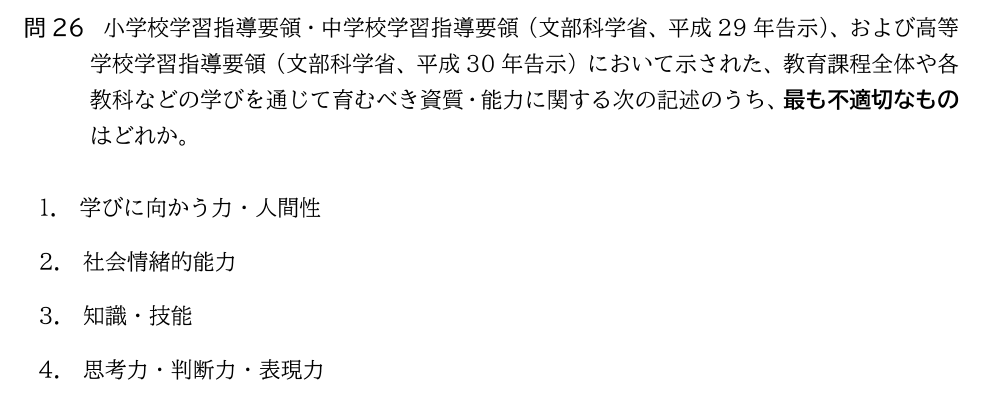 問 26 小学校学習指導要領・中学校学習指導要領（文部科学省、平成 29 年告示）、および高等
学校学習指導要領（文部科学省、平成 30 年告示）において示された、教育課程全体や各
教科などの学びを通じて育むべき資質・能力に関する次の記述のうち、最も不適切なもの
はどれか。
1. 学びに向かう力・人間性
2. 社会情緒的能力
3. 知識・技能
4. 思考力・判断力・表現力